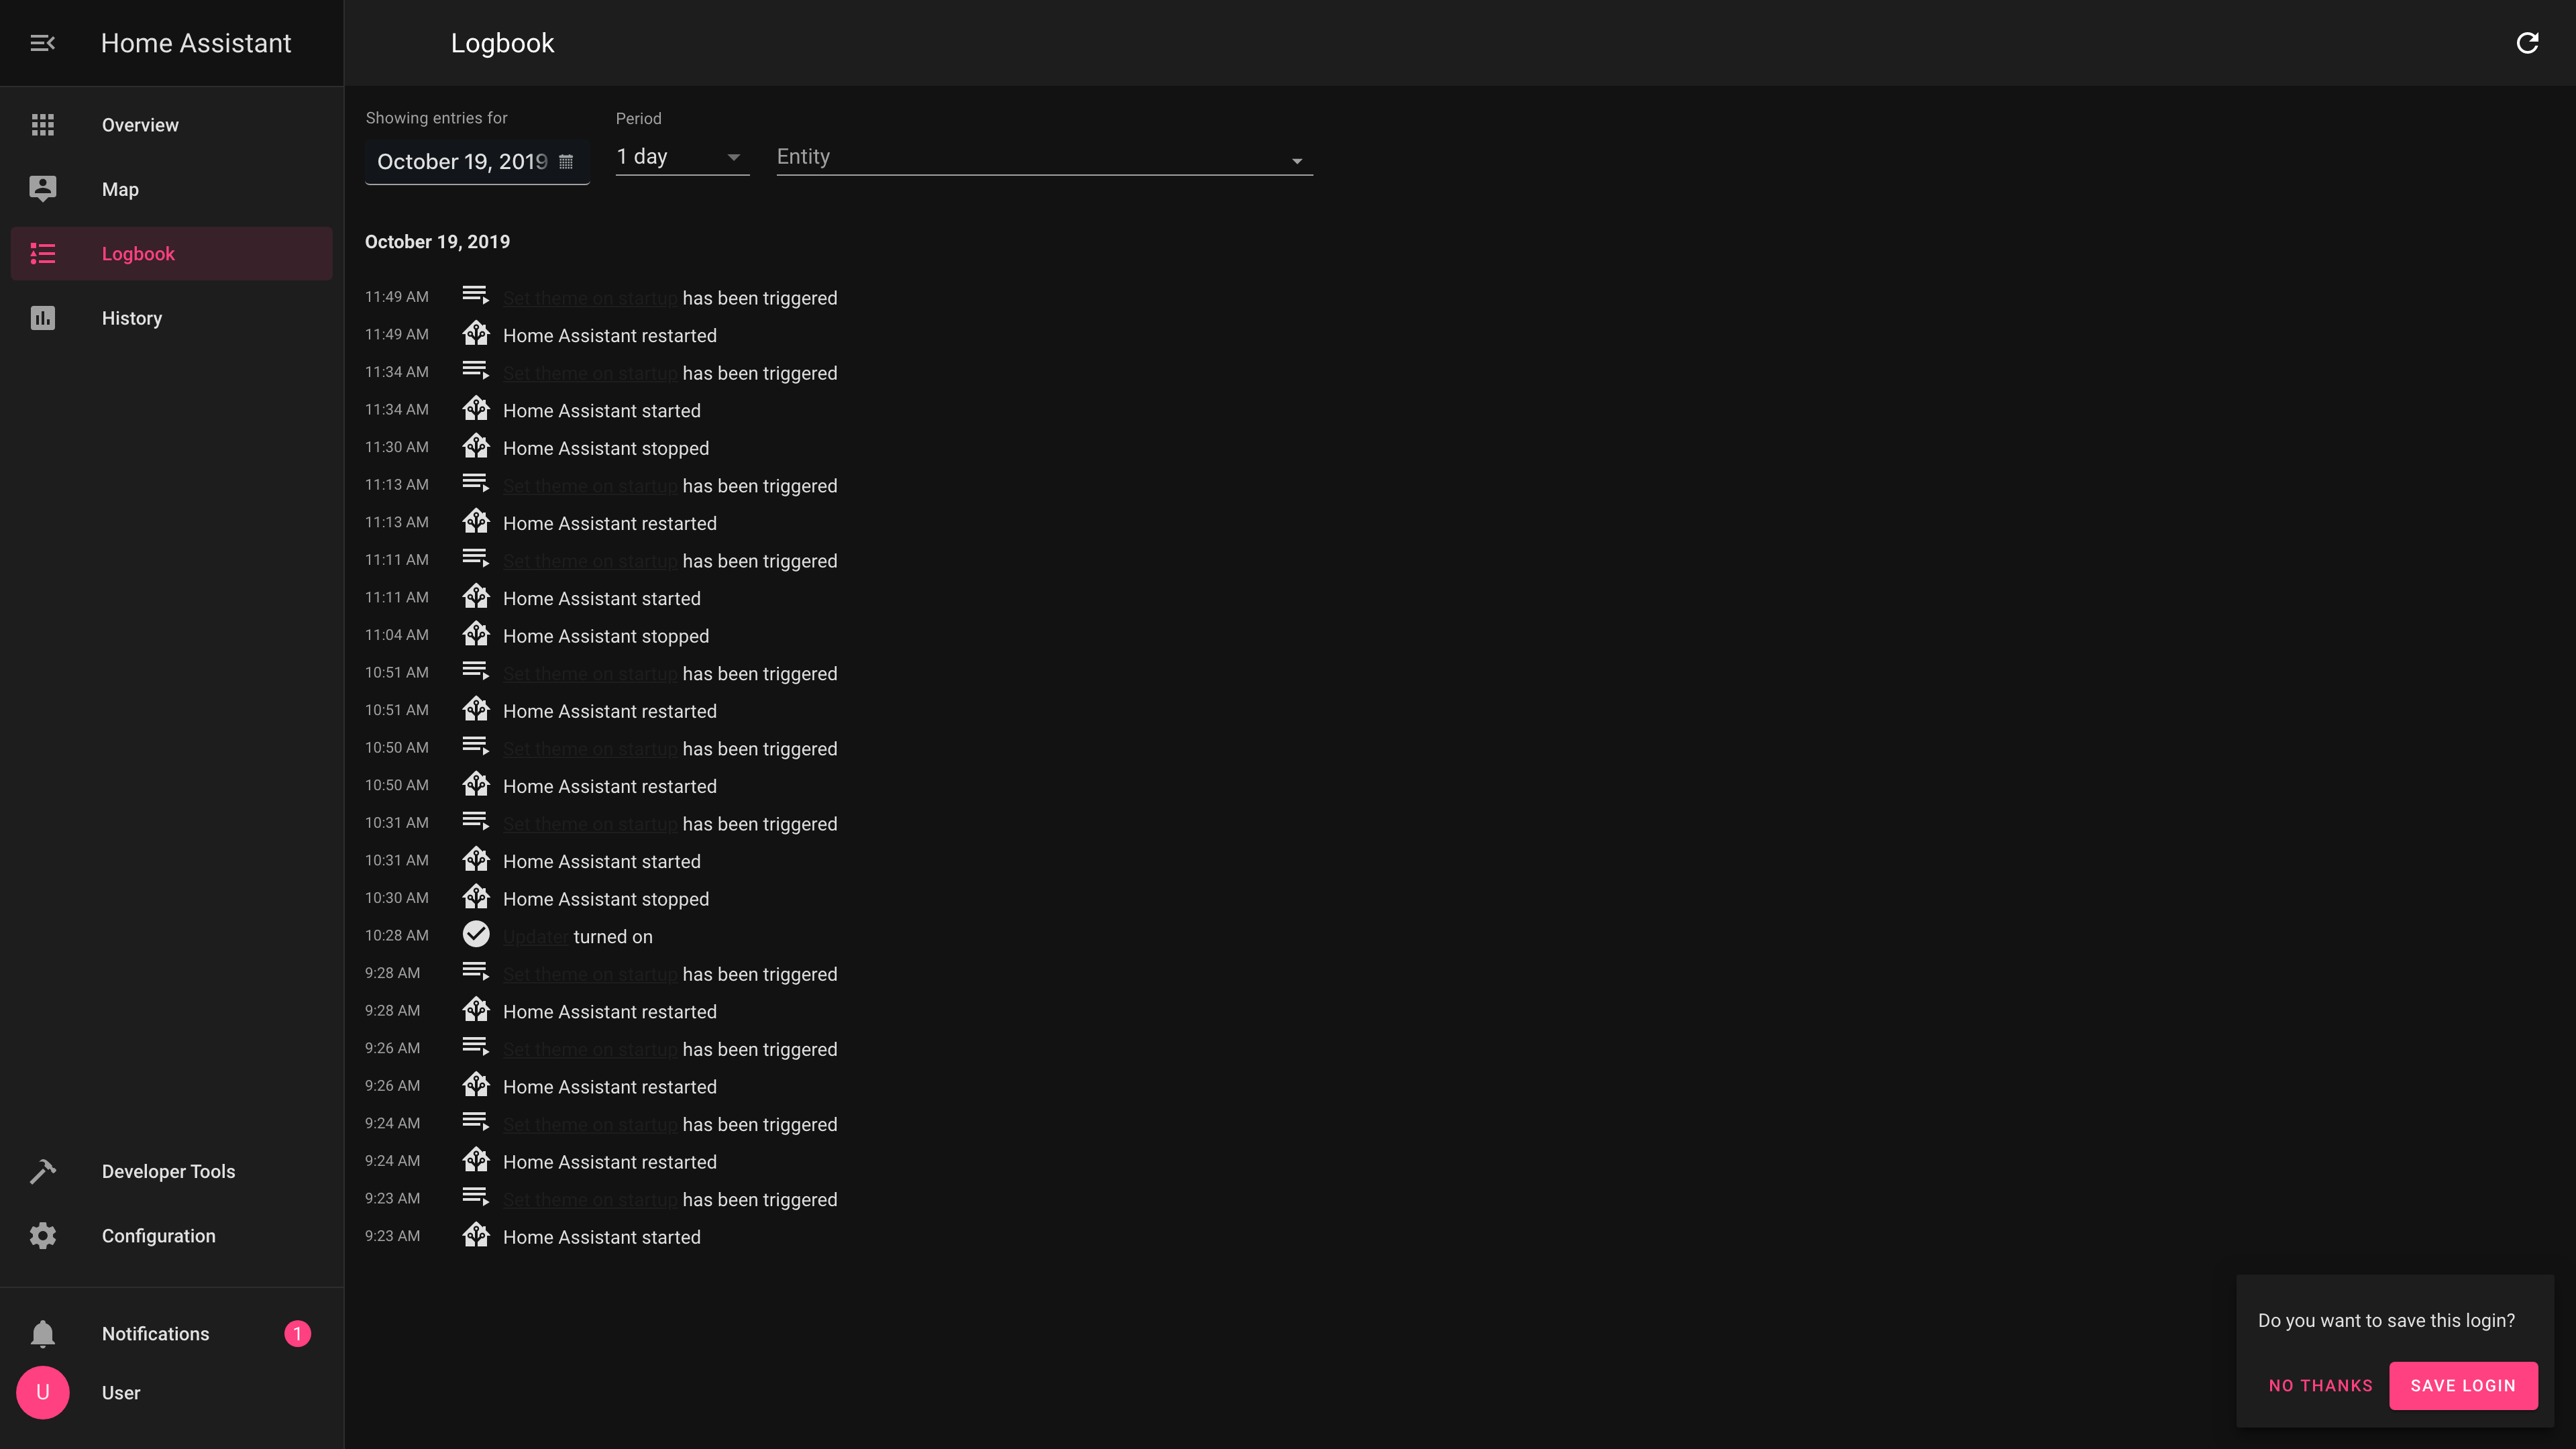 Home Assistant
Logbook
Overview
Map
Logbook
History
Developer Tools
Configuration
Notifications 1
U User
Showing entries for
October 19, 2019
Period
1 day
Entity
October 19, 2019
11:49 AM Set theme on startup has been triggered
11:49 AM Home Assistant restarted
11:34 AM Set theme on startup has been triggered
11:34 AM Home Assistant started
11:30 AM Home Assistant stopped
11:13 AM Set theme on startup has been triggered
11:13 AM Home Assistant restarted
11:11 AM Set theme on startup has been triggered
11:11 AM Home Assistant started
11:04 AM Home Assistant stopped
10:51 AM Set theme on startup has been triggered
10:51 AM Home Assistant restarted
10:50 AM Set theme on startup has been triggered
10:50 AM Home Assistant restarted
10:31 AM Set theme on startup has been triggered
10:31 AM Home Assistant started
10:30 AM Home Assistant stopped
10:28 AM Updater turned on
9:28 AM Set theme on startup has been triggered
9:28 AM Home Assistant restarted
9:26 AM Set theme on startup has been triggered
9:26 AM Home Assistant restarted
9:24 AM Set theme on startup has been triggered
9:24 AM Home Assistant restarted
9:23 AM Set theme on startup has been triggered
9:23 AM Home Assistant started
Do you want to save this login?
NO THANKS SAVE LOGIN